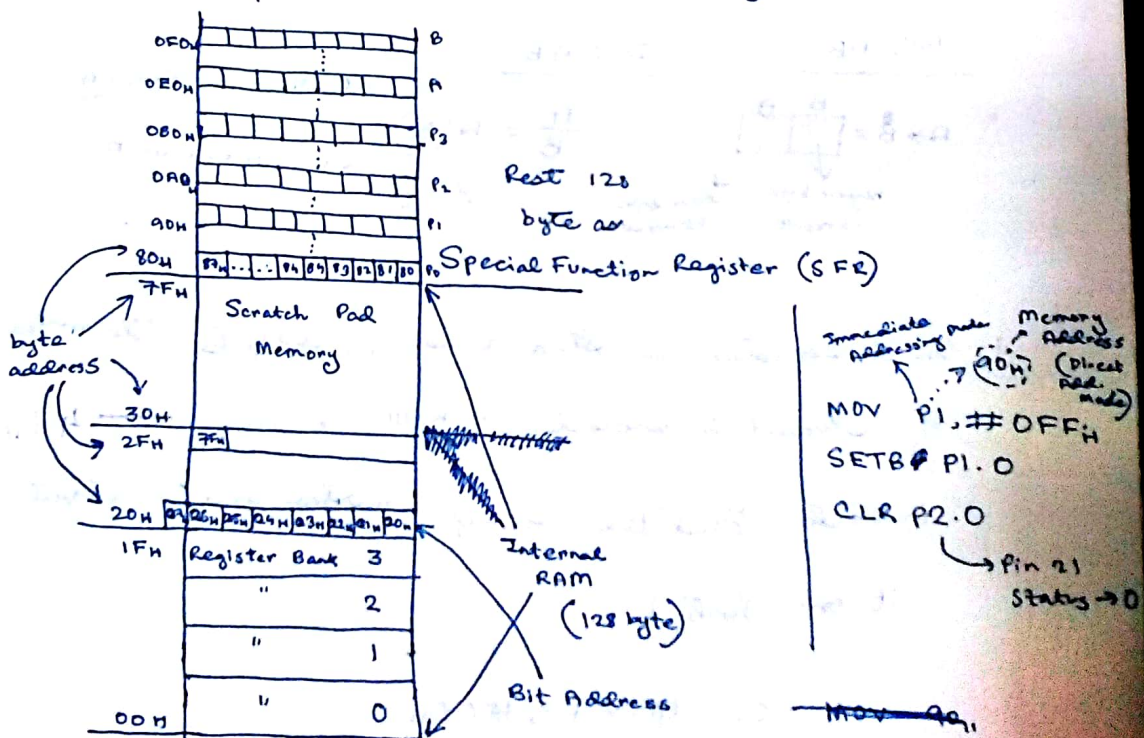 0F0H B
0E0H A
0B0H P3
0A0H P2
90H P1
Rest 128
byte as
80H 87H . . . . 84 84 83 82 81 80 P0 Special Function Register (SFR)
7FH
Scratch Pad
Memory
byte
address
30H
2FH 7FH
20H 27 26H 25H 24H 23H 22H 21H 20H
1FH Register Bank 3
" 2
" 1
" 0
00H
Internal
RAM
(128 byte)
Bit Address
Immediate
Addressing mode
Memory
Address
90H (Direct
Add.
Mode)
MOV P1, #0FFH
SETB P1.0
CLR P2.0
Pin 21
Status → 0